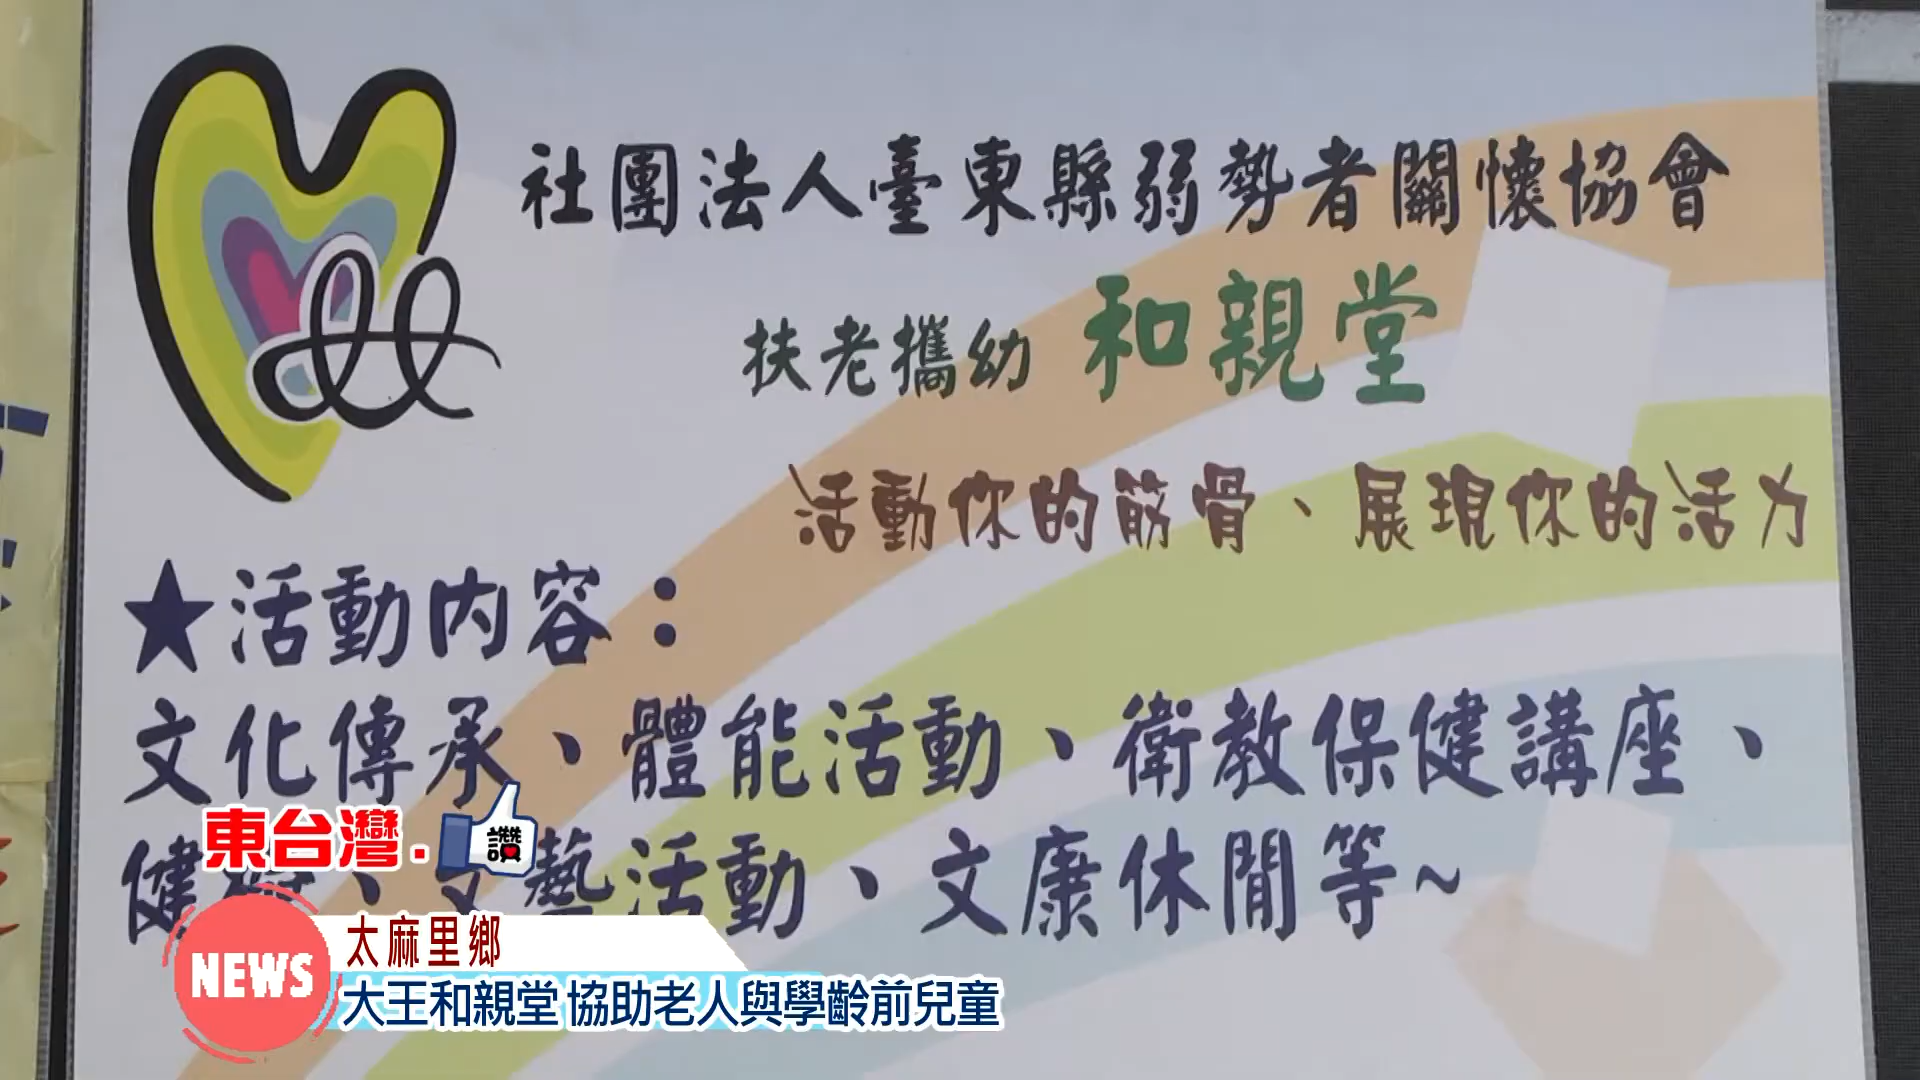 社團法人臺東縣弱勢者關懷協會
扶老攜幼 和親堂
活動你的筋骨、展現你的活力
★活動內容：
文化傳承、體能活動、衛教保健講座、
健 、文藝活動、文康休閒等~
東台灣.讚
NEWS
太麻里鄉
大王和親堂 協助老人與學齡前兒童